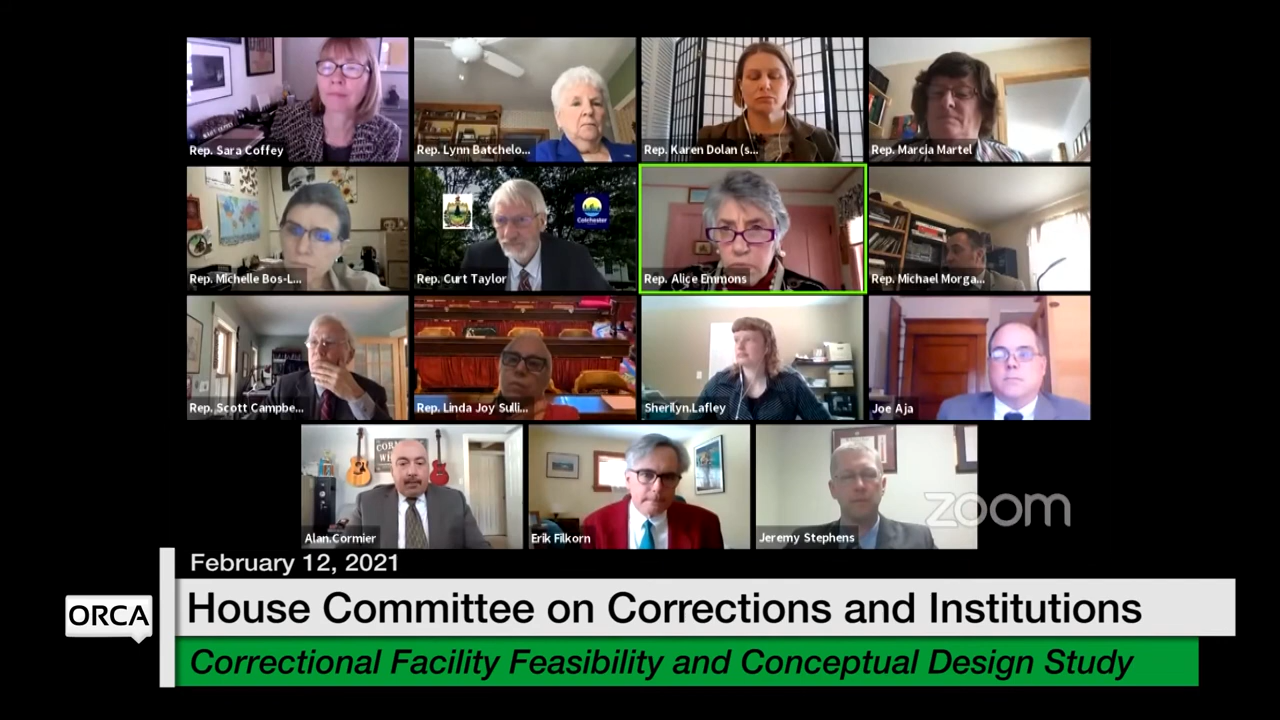 Rep. Sara Coffey
Rep. Lynn Batchelo...
Rep. Karen Dolan (s...
Rep. Marcia Martel
Rep. Michelle Bos-L...
Rep. Curt Taylor
Colchester
Rep. Alice Emmons
Rep. Michael Morga...
Rep. Scott Campbe...
Rep. Linda Joy Sulli...
Sherilyn.Lafley
Joe Aja
Alan.Cormier
Erik Filkorn
Jeremy Stephens
zoom
February 12, 2021
ORCA
House Committee on Corrections and Institutions
Correctional Facility Feasibility and Conceptual Design Study